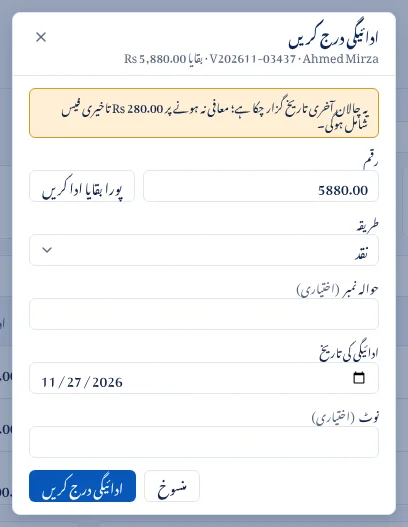 ادائیگی درج کریں
Ahmed Mirza · V202611-03437 · بقایا Rs 5,880.00
یہ چالان آخری تاریخ گزار چکا ہے؛ معافی نہ ہونے پر Rs 280.00 تاخیری فیس
شامل ہوگی۔
رقم
5880.00
پورا بقایا ادا کریں
طریقہ
نقد
حوالہ نمبر (اختیاری)
ادائیگی کی تاریخ
11/27/2026
نوٹ (اختیاری)
منسوخ
ادائیگی درج کریں